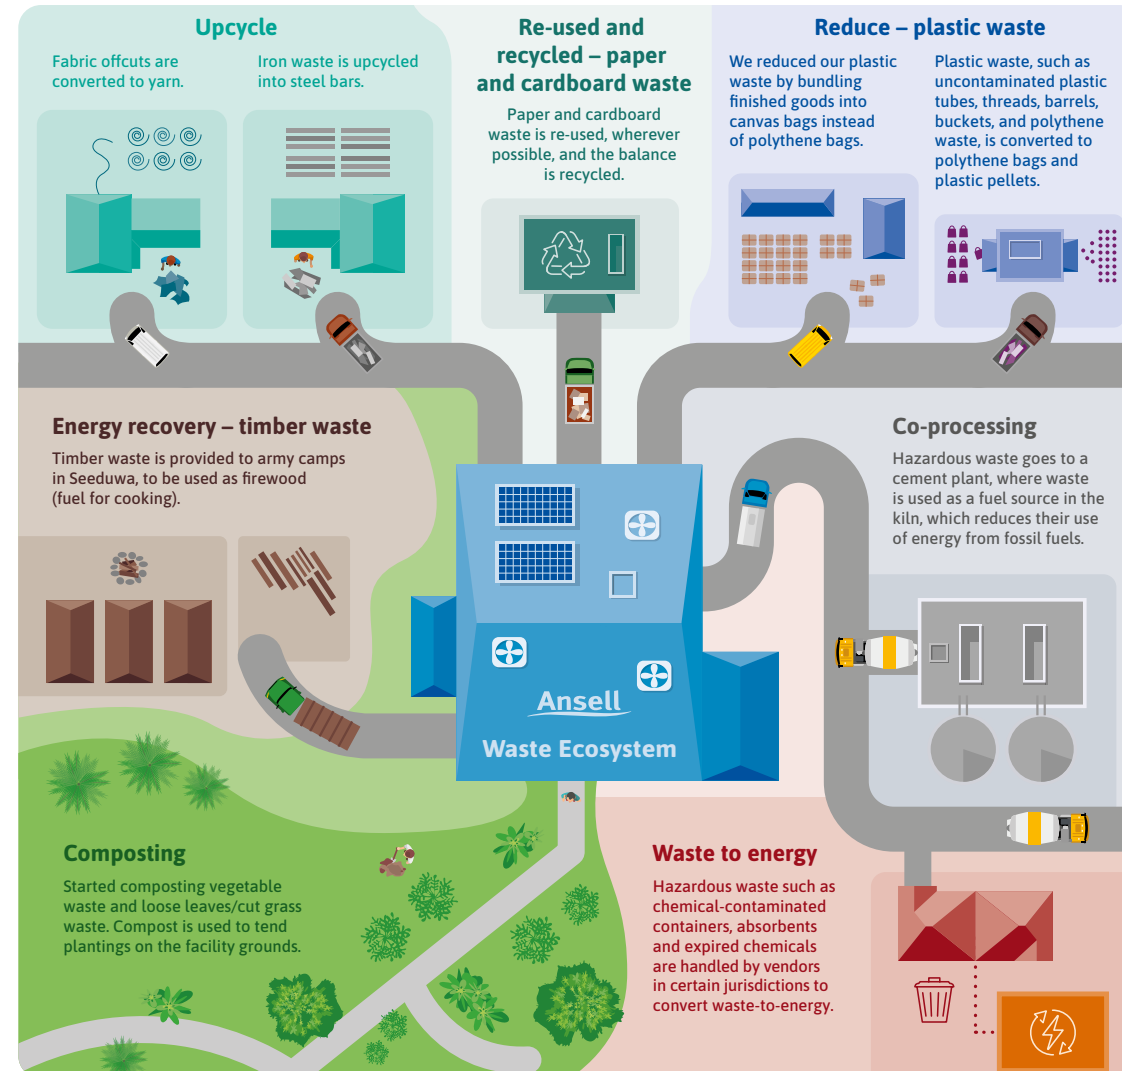 Upcycle
Fabric offcuts are
converted to yarn.
Iron waste is upcycled
into steel bars.
Re-used and
recycled – paper
and cardboard waste
Paper and cardboard
waste is re-used, wherever
possible, and the balance
is recycled.
Reduce – plastic waste
We reduced our plastic
waste by bundling
finished goods into
canvas bags instead
of polythene bags.
Plastic waste, such as
uncontaminated plastic
tubes, threads, barrels,
buckets, and polythene
waste, is converted to
polythene bags and
plastic pellets.
Energy recovery – timber waste
Timber waste is provided to army camps
in Seeduwa, to be used as firewood
(fuel for cooking).
Co-processing
Hazardous waste goes to a
cement plant, where waste
is used as a fuel source in the
kiln, which reduces their use
of energy from fossil fuels.
Ansell
Waste Ecosystem
Composting
Started composting vegetable
waste and loose leaves/cut grass
waste. Compost is used to tend
plantings on the facility grounds.
Waste to energy
Hazardous waste such as
chemical-contaminated
containers, absorbents
and expired chemicals
are handled by vendors
in certain jurisdictions to
convert waste-to-energy.